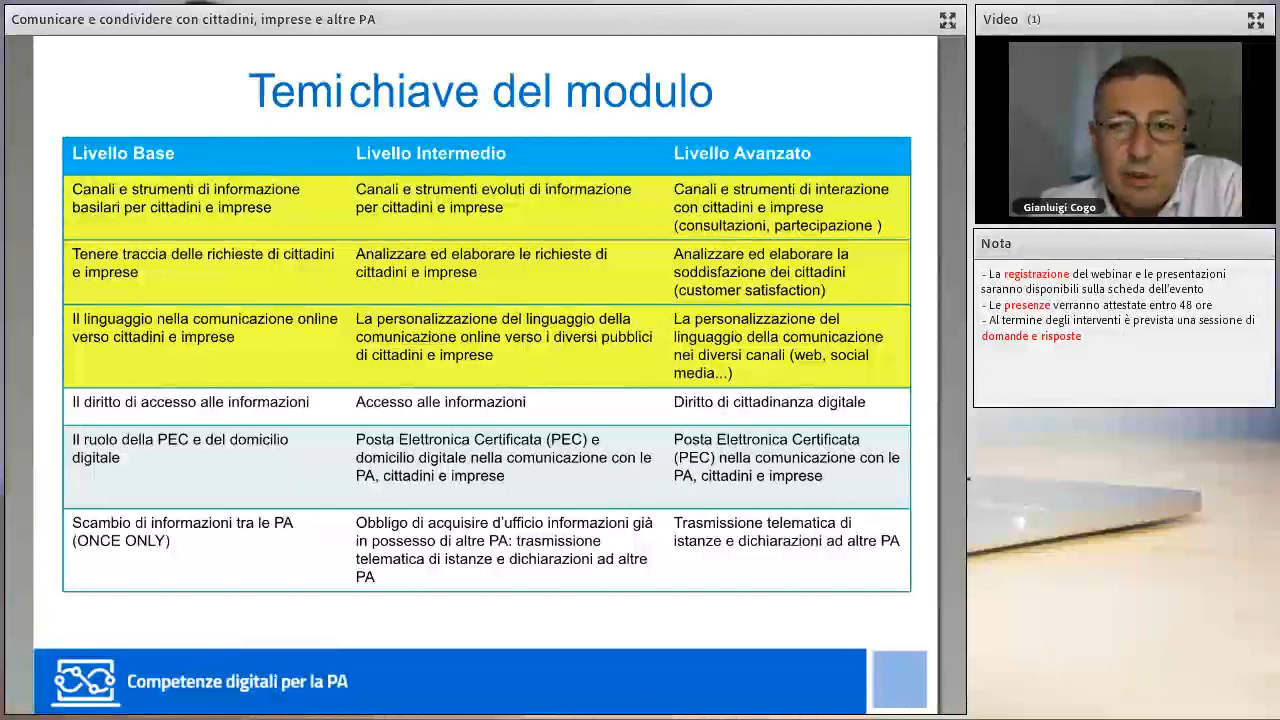 Comunicare e condividere con cittadini, imprese e altre PA
Temi chiave del modulo
Livello Base
Livello Intermedio
Livello Avanzato
Canali e strumenti di informazione
basilari per cittadini e imprese
Canali e strumenti evoluti di informazione
per cittadini e imprese
Canali e strumenti di interazione
con cittadini e imprese
(consultazioni, partecipazione )
Tenere traccia delle richieste di cittadini
e imprese
Analizzare ed elaborare le richieste di
cittadini e imprese
Analizzare ed elaborare la
soddisfazione dei cittadini
(customer satisfaction)
Il linguaggio nella comunicazione online
verso cittadini e imprese
La personalizzazione del linguaggio della
comunicazione online verso i diversi pubblici
di cittadini e imprese
La personalizzazione del
linguaggio della comunicazione
nei diversi canali (web, social
media...)
Il diritto di accesso alle informazioni
Accesso alle informazioni
Diritto di cittadinanza digitale
Il ruolo della PEC e del domicilio
digitale
Posta Elettronica Certificata (PEC) e
domicilio digitale nella comunicazione con le
PA, cittadini e imprese
Posta Elettronica Certificata
(PEC) nella comunicazione con le
PA, cittadini e imprese
Scambio di informazioni tra le PA
(ONCE ONLY)
Obbligo di acquisire d'ufficio informazioni già
in possesso di altre PA: trasmissione
telematica di istanze e dichiarazioni ad altre
PA
Trasmissione telematica di
istanze e dichiarazioni ad altre PA
Competenze digitali per la PA
Video (1)
Gianluigi Cogo
Nota
- La registrazione del webinar e le presentazioni
saranno disponibili sulla scheda dell'evento
- Le presenze verranno attestate entro 48 ore
- Al termine degli interventi è prevista una sessione di
domande e risposte